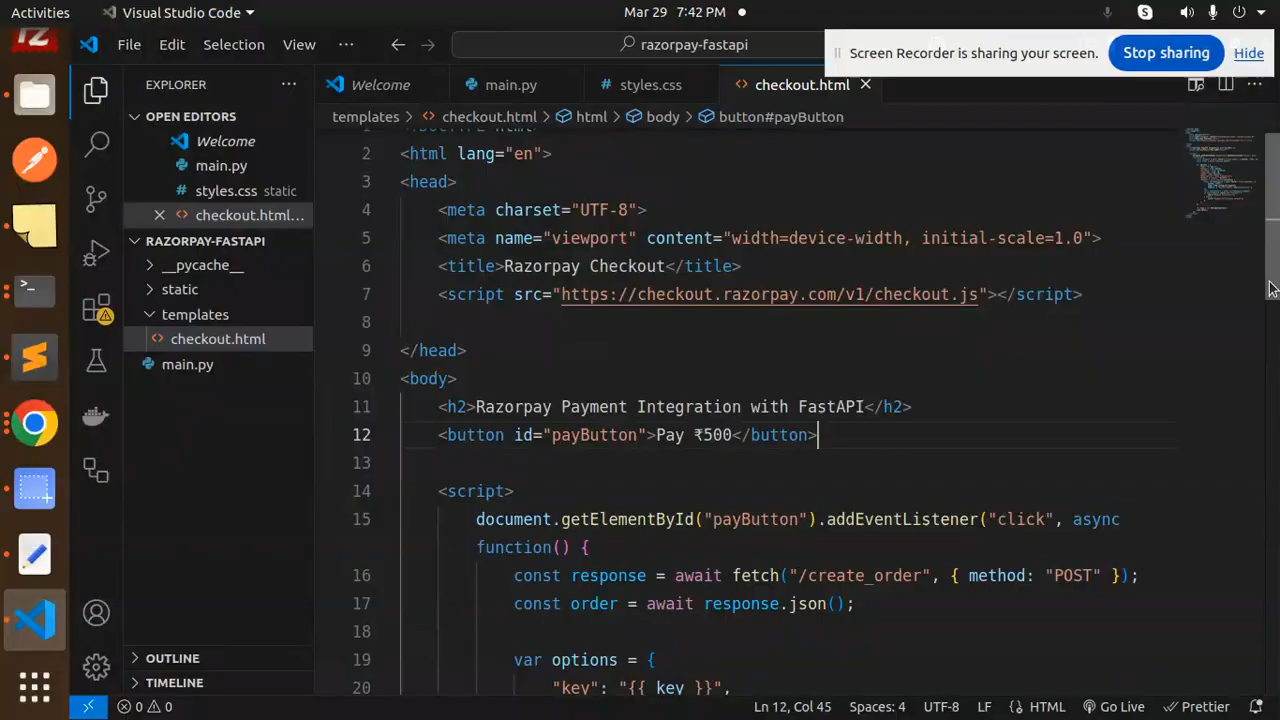 Activities
Visual Studio Code
Mar 29 7:42 PM
File Edit Selection View ···
razorpay-fastapi
Screen Recorder is sharing your screen. Stop sharing Hide
EXPLORER
Welcome main.py # styles.css <> checkout.html
templates > <> checkout.html > html > body > button#payButton
OPEN EDITORS
Welcome
main.py
# styles.css static
<> checkout.html...
RAZORPAY-FASTAPI
__pycache__
static
templates
<> checkout.html
main.py
OUTLINE
TIMELINE
2 <html lang="en">
3 <head>
4 <meta charset="UTF-8">
5 <meta name="viewport" content="width=device-width, initial-scale=1.0">
6 <title>Razorpay Checkout</title>
7 <script src="https://checkout.razorpay.com/v1/checkout.js"></script>
8
9 </head>
10 <body>
11 <h2>Razorpay Payment Integration with FastAPI</h2>
12 <button id="payButton">Pay ₹500</button>
13
14 <script>
15 document.getElementById("payButton").addEventListener("click", async
function() {
16 const response = await fetch("/create_order", { method: "POST" });
17 const order = await response.json();
18
19 var options = {
20 "key": "{{ key }}",
0 0 Ln 12, Col 45 Spaces: 4 UTF-8 LF {} HTML Go Live Prettier